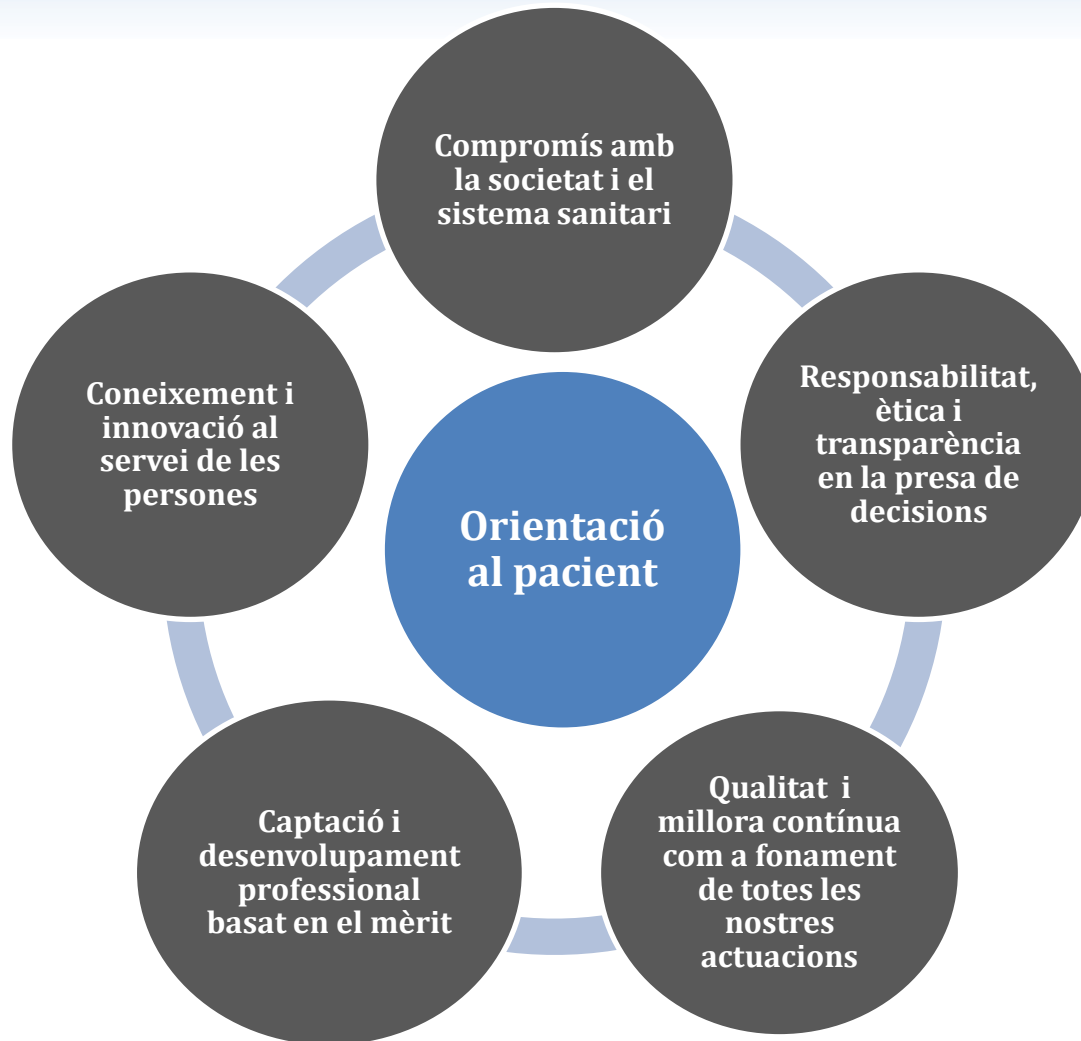 Compromís amb
la societat i el
sistema sanitari
Responsabilitat,
ètica i
transparència
en la presa de
decisions
Qualitat  i
millora contínua
com a fonament
de totes les
nostres
actuacions
Captació i
desenvolupament
professional
basat en el mèrit
Coneixement i
innovació al
servei de les
persones
Orientació
al pacient